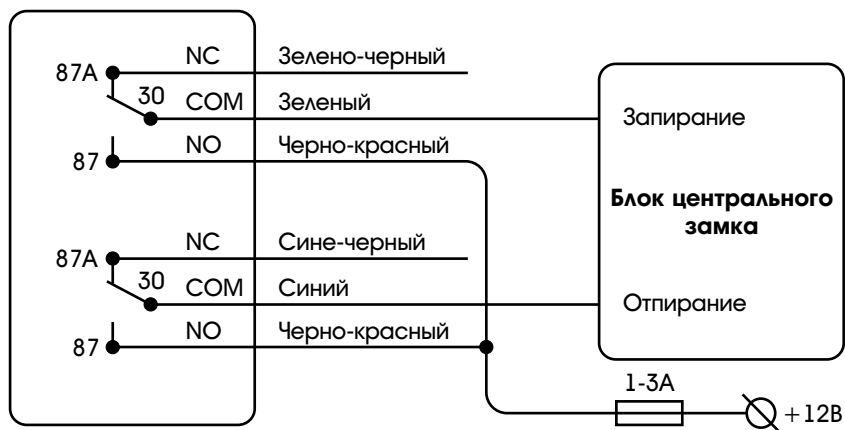 87A NC Зелено-черный
30 COM Зеленый
87 NO Черно-красный
87A NC Сине-черный
30 COM Синий
87 NO Черно-красный
Запирание
Блок центрального
замка
Отпирание
1-3А
+12В